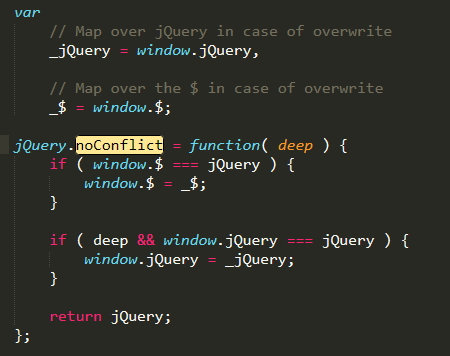 var
// Map over jQuery in case of overwrite
_jQuery = window.jQuery,
// Map over the $ in case of overwrite
_$ = window.$;
jQuery.noConflict = function( deep ) {
if ( window.$ === jQuery ) {
window.$ = _$;
}
if ( deep && window.jQuery === jQuery ) {
window.jQuery = _jQuery;
}
return jQuery;
};